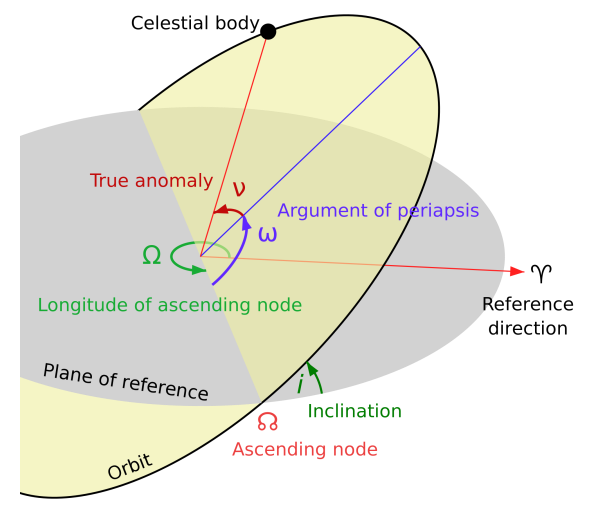 Celestial body
True anomaly
ν
Argument of periapsis
ω
Ω
♈
Longitude of ascending node
Reference
direction
Plane of reference
i
Inclination
☊
Ascending node
Orbit